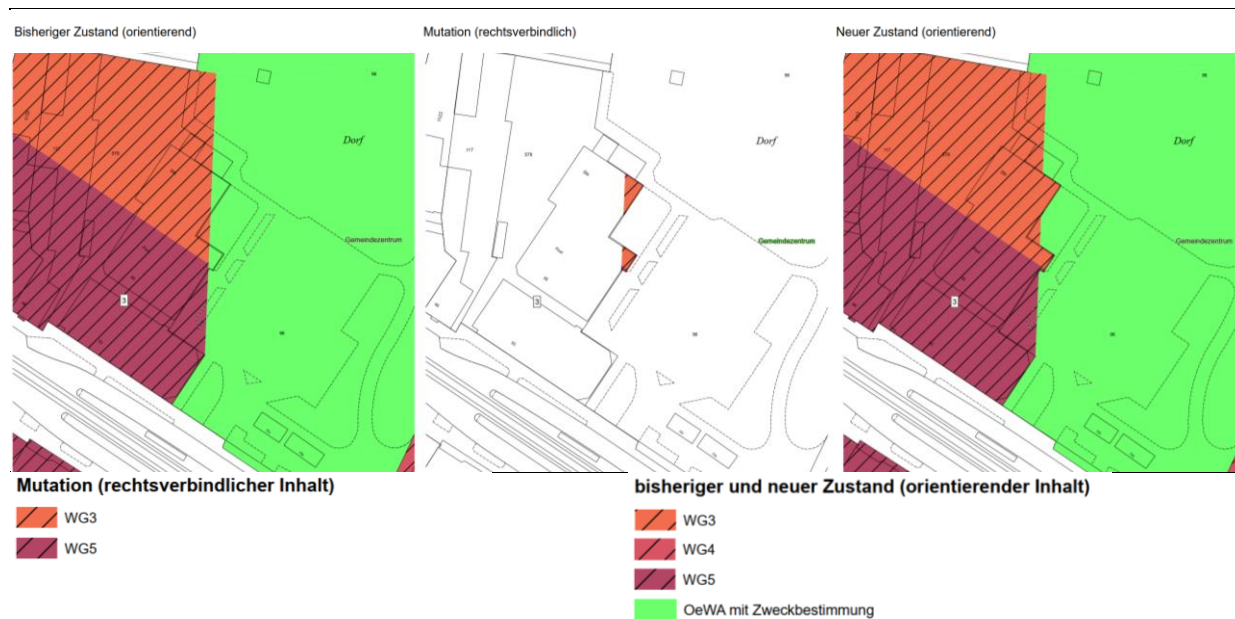 Bisheriger Zustand (orientierend)
Mutation (rechtsverbindlich)
Neuer Zustand (orientierend)
Dorf
Gemeindezentrum
3
Dorf
Gemeindezentrum
3
Dorf
Gemeindezentrum
3
Mutation (rechtsverbindlicher Inhalt)
WG3
WG5
bisheriger und neuer Zustand (orientierender Inhalt)
WG3
WG4
WG5
OeWA mit Zweckbestimmung